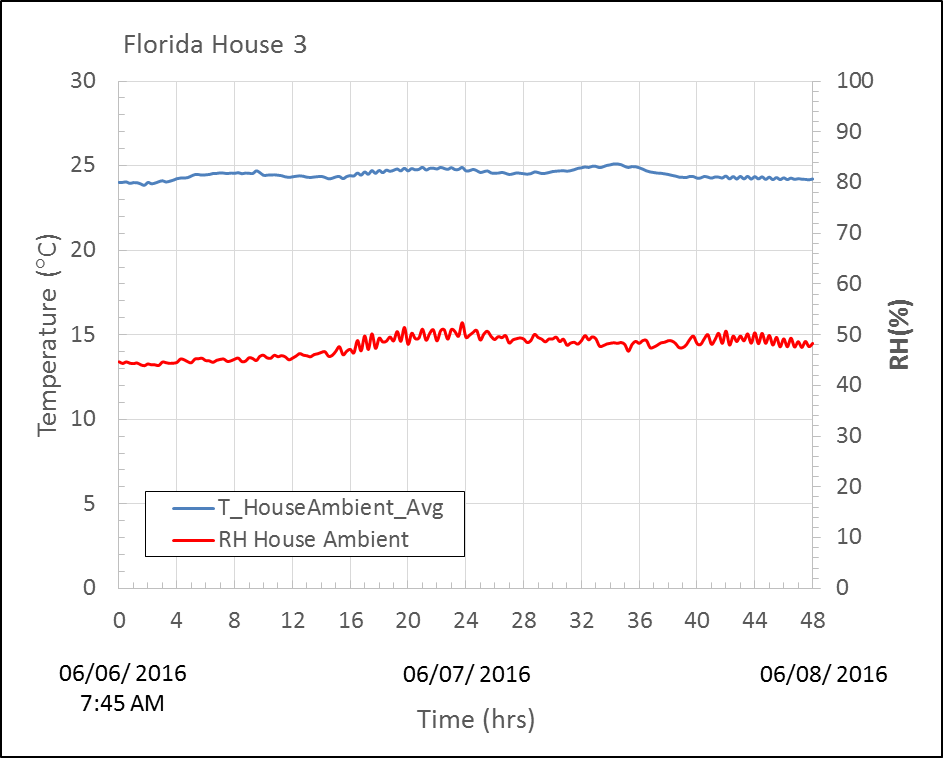 Florida House 3
30
25
20
15
10
5
0
Temperature (°C)
100
90
80
70
60
50
40
30
20
10
0
RH(%)
T_HouseAmbient_Avg
RH House Ambient
0 4 8 12 16 20 24 28 32 36 40 44 48
06/06/ 2016 06/07/ 2016 06/08/ 2016
7:45 AM
Time (hrs)